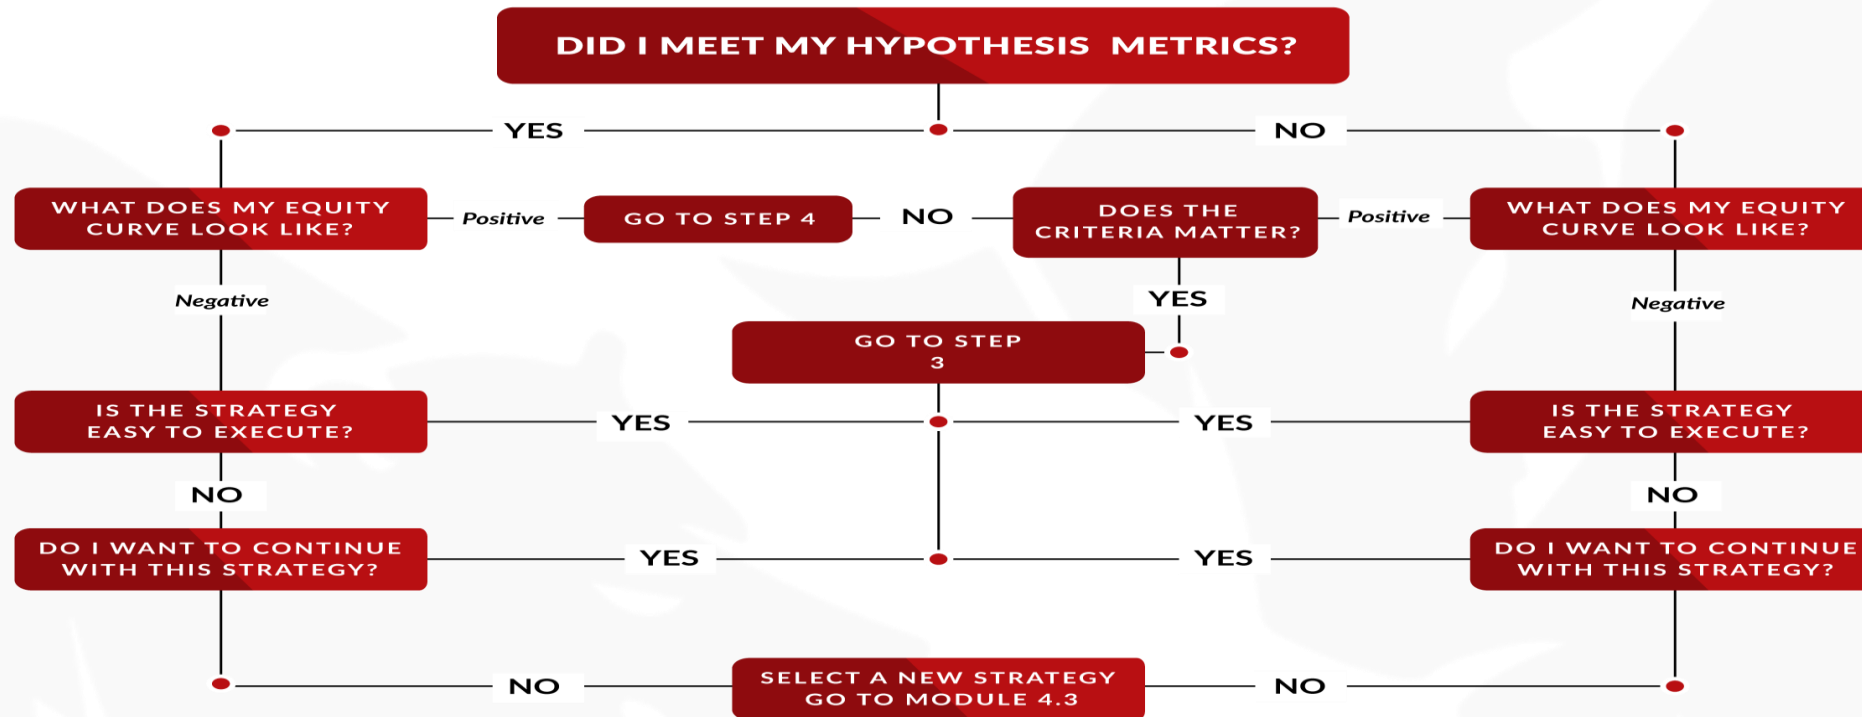 DID I MEET MY HYPOTHESIS METRICS?
YES
NO
WHAT DOES MY EQUITY
CURVE LOOK LIKE?
Positive
GO TO STEP 4
NO
DOES THE
CRITERIA MATTER?
Positive
WHAT DOES MY EQUITY
CURVE LOOK LIKE?
Negative
YES
Negative
GO TO STEP
3
IS THE STRATEGY
EASY TO EXECUTE?
YES
YES
IS THE STRATEGY
EASY TO EXECUTE?
NO
NO
DO I WANT TO CONTINUE
WITH THIS STRATEGY?
YES
YES
DO I WANT TO CONTINUE
WITH THIS STRATEGY?
NO
SELECT A NEW STRATEGY
GO TO MODULE 4.3
NO